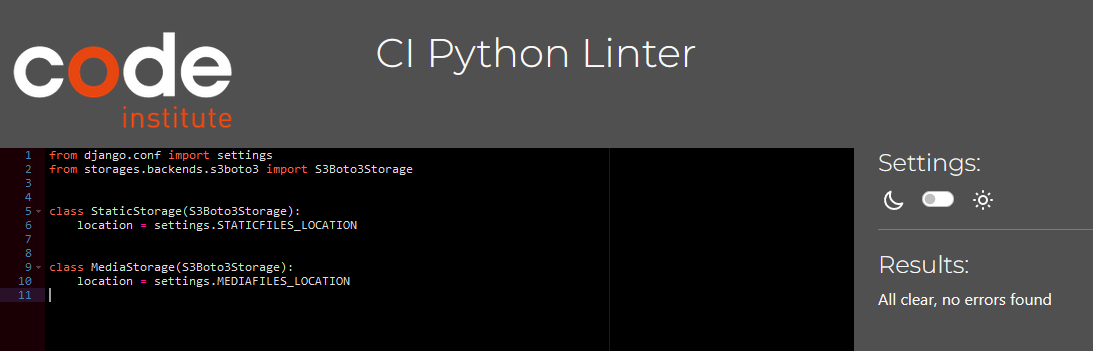 code
institute
CI Python Linter
1 from django.conf import settings
2 from storages.backends.s3boto3 import S3Boto3Storage
3
4
5 class StaticStorage(S3Boto3Storage):
6     location = settings.STATICFILES_LOCATION
7
8
9 class MediaStorage(S3Boto3Storage):
10     location = settings.MEDIAFILES_LOCATION
11
Settings:
Results:
All clear, no errors found